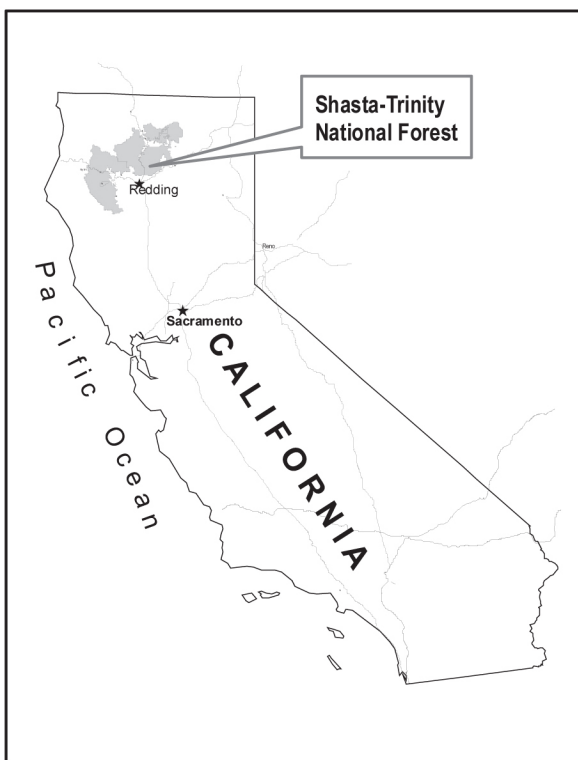 Shasta-Trinity
National Forest
Redding
Reno
Sacramento
CALIFORNIA
Pacific Ocean